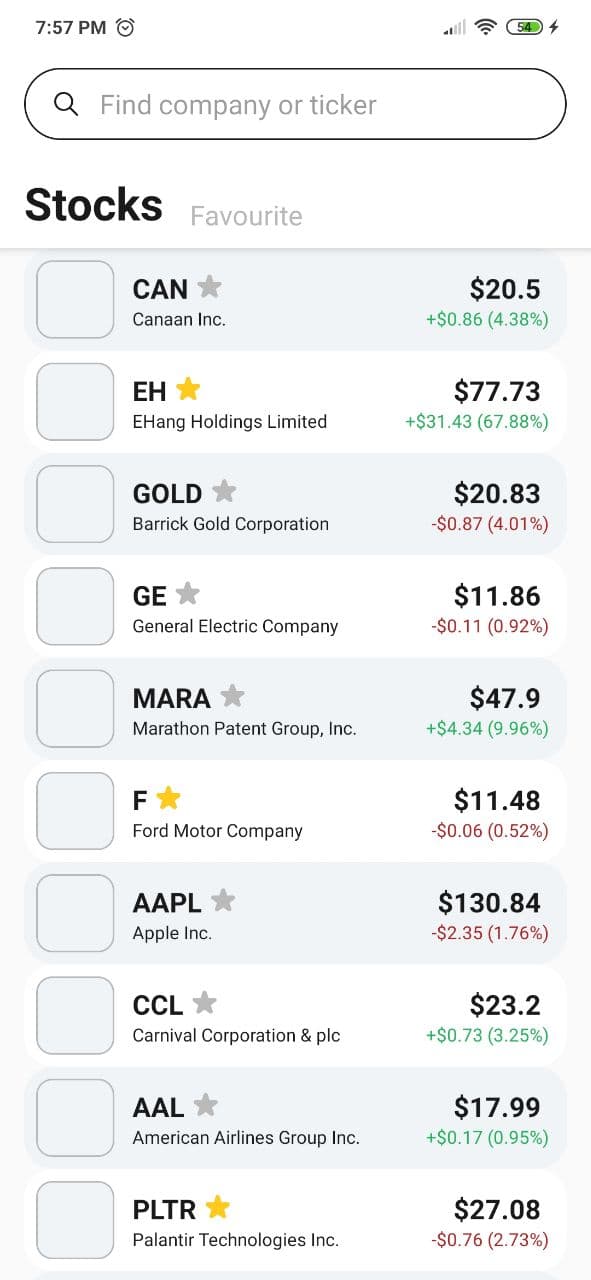 7:57 PM
54
Find company or ticker
Stocks Favourite
CAN $20.5
Canaan Inc. +$0.86 (4.38%)
EH $77.73
EHang Holdings Limited +$31.43 (67.88%)
GOLD $20.83
Barrick Gold Corporation -$0.87 (4.01%)
GE $11.86
General Electric Company -$0.11 (0.92%)
MARA $47.9
Marathon Patent Group, Inc. +$4.34 (9.96%)
F $11.48
Ford Motor Company -$0.06 (0.52%)
AAPL $130.84
Apple Inc. -$2.35 (1.76%)
CCL $23.2
Carnival Corporation & plc +$0.73 (3.25%)
AAL $17.99
American Airlines Group Inc. +$0.17 (0.95%)
PLTR $27.08
Palantir Technologies Inc. -$0.76 (2.73%)